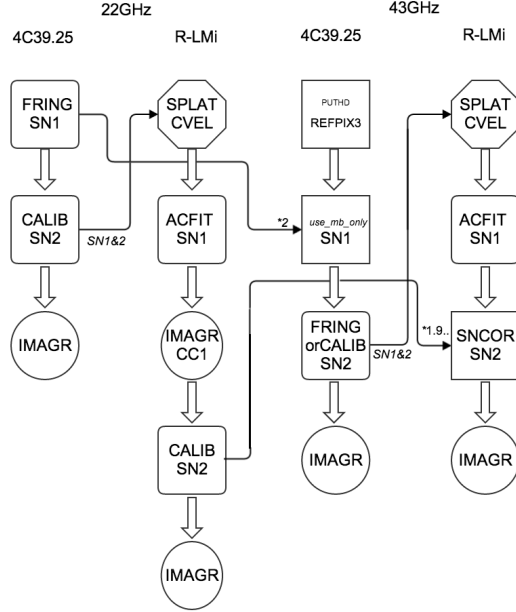 22GHz
43GHz
4C39.25
R-LMi
4C39.25
R-LMi
FRING
SN1
SPLAT
CVEL
PUTHD
REFPIX3
SPLAT
CVEL
CALIB
SN2
SN1&2
ACFIT
SN1
*2
use_mb_only
SN1
ACFIT
SN1
IMAGR
IMAGR
CC1
FRING
orCALIB
SN2
SN1&2
*1.9..
SNCOR
SN2
CALIB
SN2
IMAGR
IMAGR
IMAGR